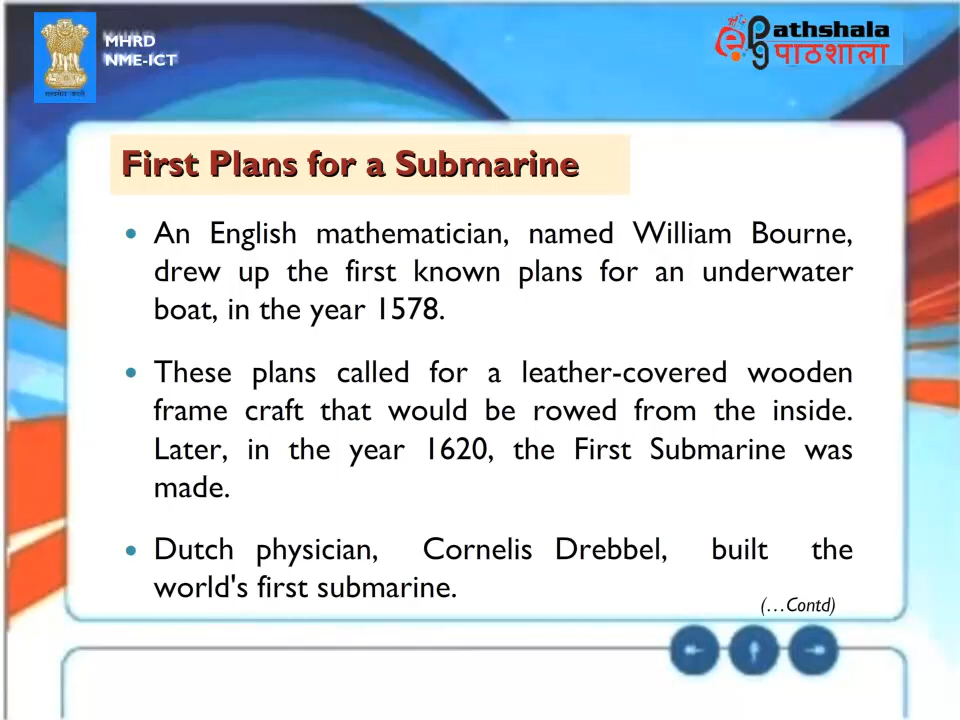 MHRD
NME-ICT
सत्यमेव जयते
epathshala
पाठशाला
First Plans for a Submarine
• An English mathematician, named William Bourne,
drew up the first known plans for an underwater
boat, in the year 1578.
• These plans called for a leather-covered wooden
frame craft that would be rowed from the inside.
Later, in the year 1620, the First Submarine was
made.
• Dutch physician, Cornelis Drebbel, built the
world's first submarine.
(…Contd)